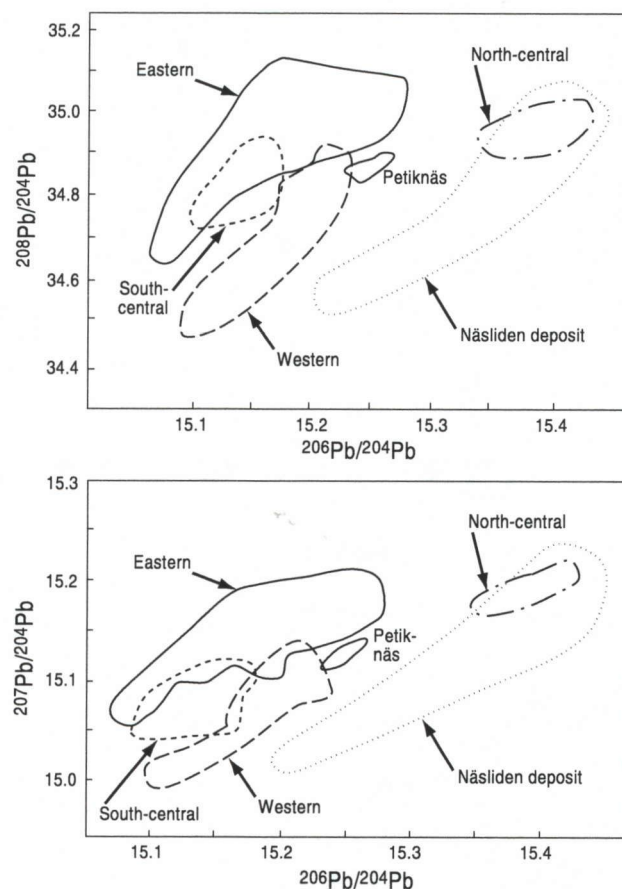 35.2
35.0
34.8
34.6
34.4
208Pb/204Pb
Eastern
North-central
Petiknäs
South-
central
Western
Näsliden deposit
15.1 15.2 15.3 15.4
206Pb/204Pb
15.3
15.2
15.1
15.0
207Pb/204Pb
Eastern
North-central
Petik-
näs
South-central
Western
Näsliden deposit
15.1 15.2 15.3 15.4
206Pb/204Pb